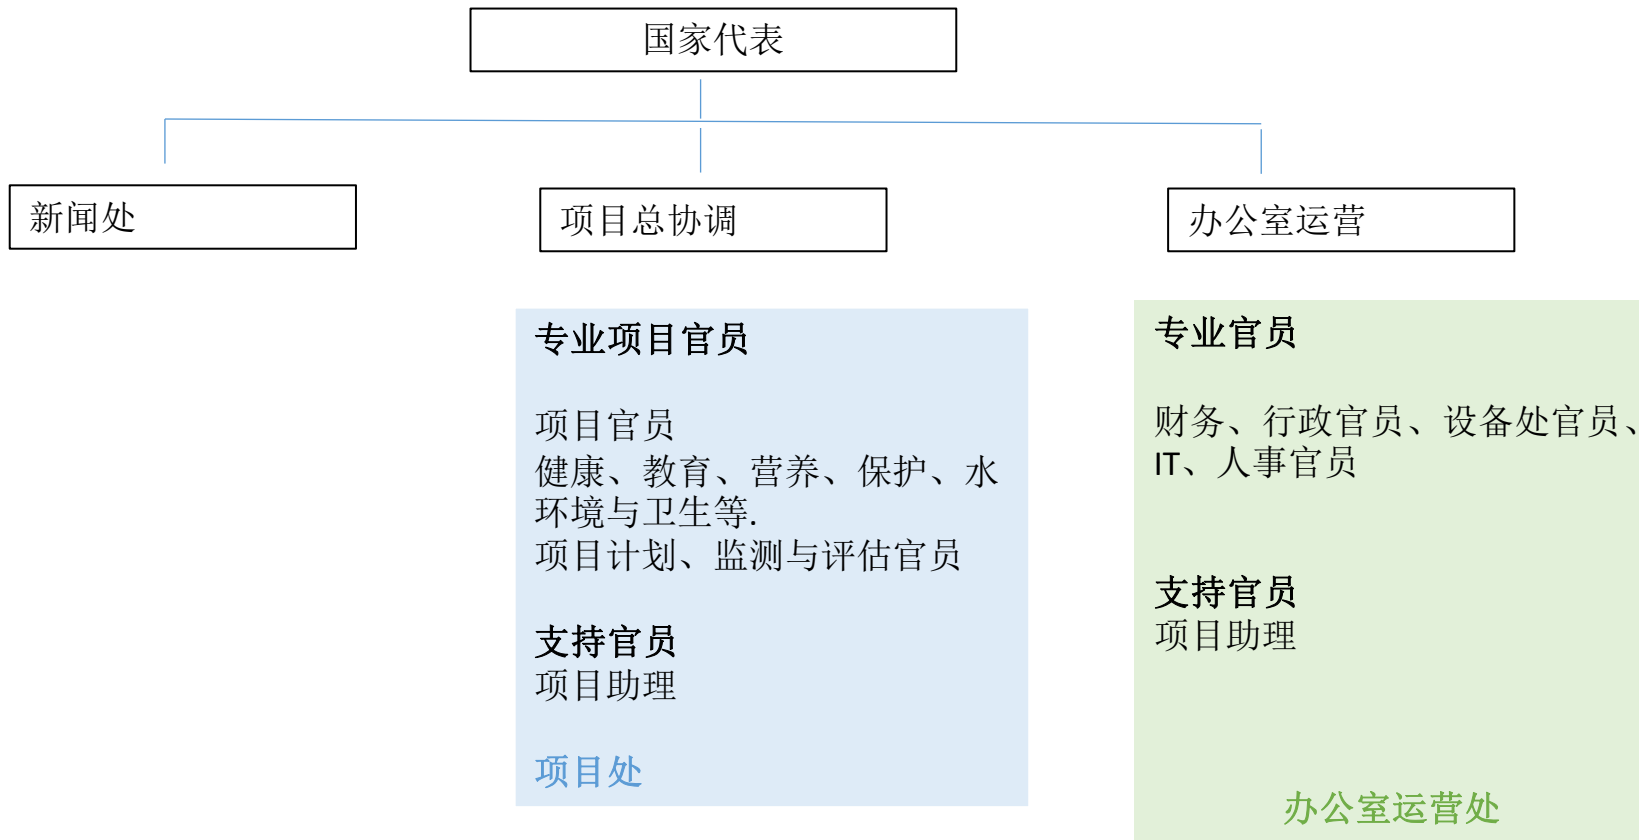 国家代表
新闻处
项目总协调
办公室运营
专业项目官员
项目官员
健康、教育、营养、保护、水
环境与卫生等.
项目计划、监测与评估官员
支持官员
项目助理
项目处
专业官员
财务、行政官员、设备处官员、
IT、人事官员
支持官员
项目助理
办公室运营处